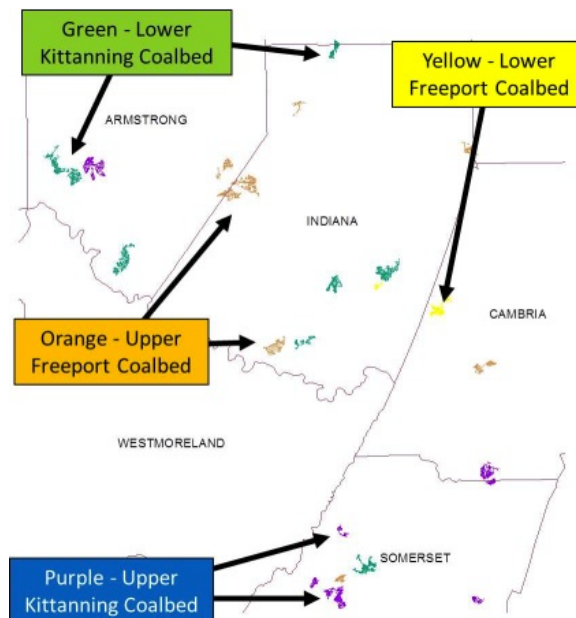 Green - Lower
Kittanning Coalbed
Yellow - Lower
Freeport Coalbed
ARMSTRONG
INDIANA
CAMBRIA
Orange - Upper
Freeport Coalbed
WESTMORELAND
SOMERSET
Purple - Upper
Kittanning Coalbed